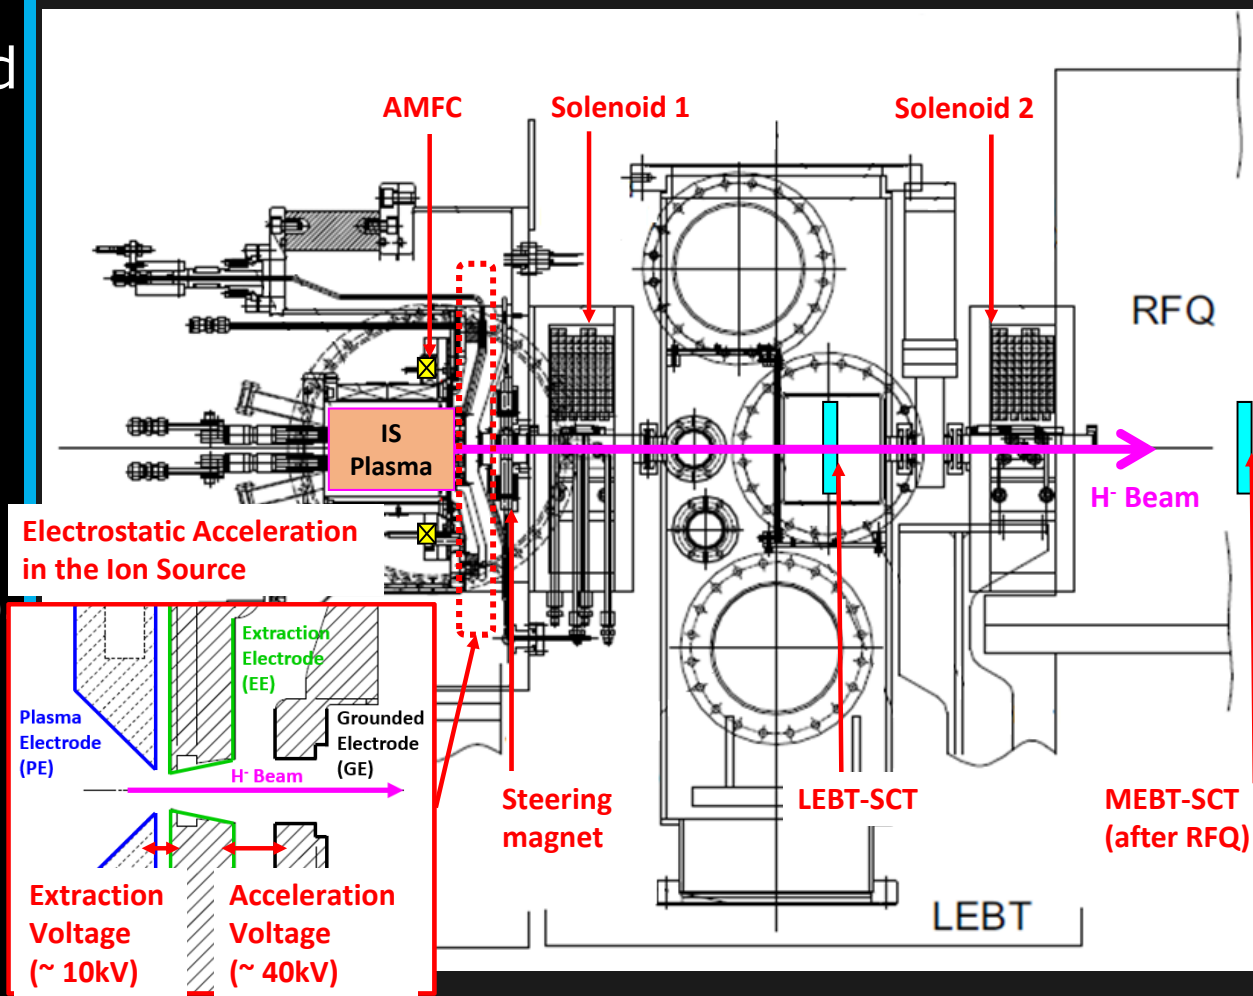 d
AMFC
Solenoid 1
Solenoid 2
RFQ
IS
Plasma
H⁻ Beam
Electrostatic Acceleration
in the Ion Source
Extraction
Electrode
(EE)
Plasma
Electrode
(PE)
Grounded
Electrode
(GE)
H⁻ Beam
Steering
magnet
LEBT-SCT
MEBT-SCT
(after RFQ)
Extraction
Voltage
(~ 10kV)
Acceleration
Voltage
(~ 40kV)
LEBT